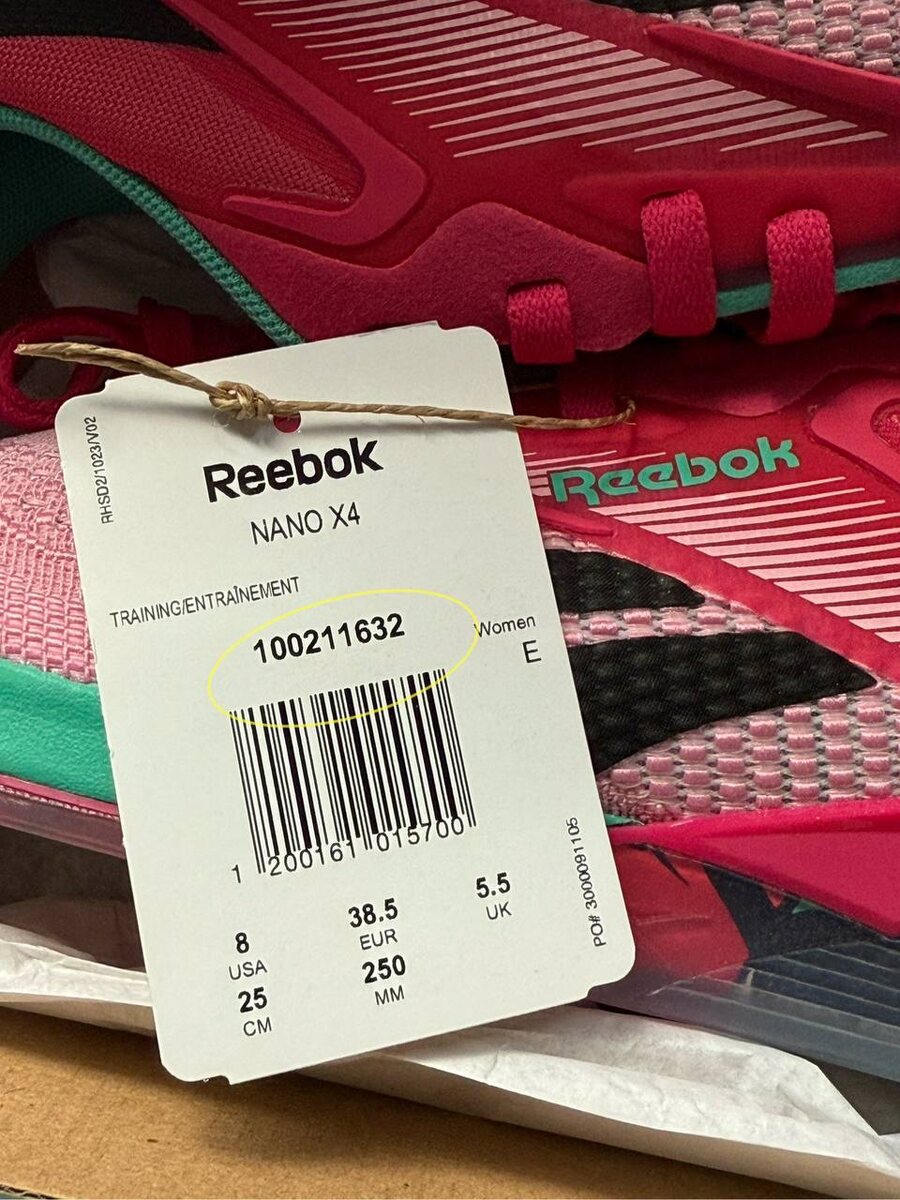 RHSD2/1023/V02
Reebok
NANO X4
TRAINING/ENTRAÎNEMENT
100211632
Women
E
1 200161 015700
8
USA
38.5
EUR
5.5
UK
25
CM
250
MM
PO# 3000091105
Reebok